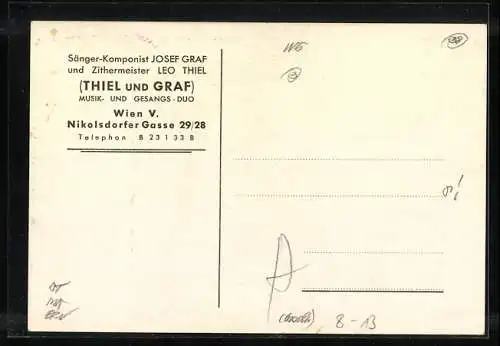 Sänger-Komponist JOSEF GRAF
und Zithermeister LEO THIEL
(THIEL UND GRAF)
MUSIK- UND GESANGS-DUO
Wien V.
Nikolsdorfer Gasse 29/28
Telephon B 23 1 33 B
8-13